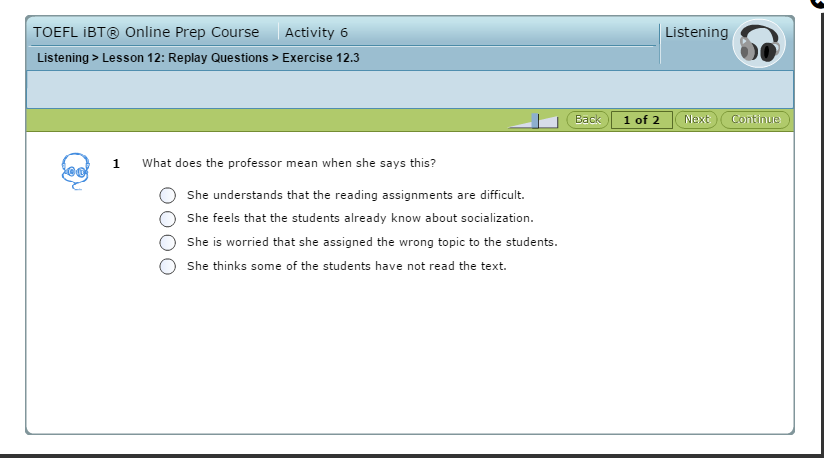 TOEFL iBT® Online Prep Course Activity 6 Listening
Listening > Lesson 12: Replay Questions > Exercise 12.3
Back 1 of 2 Next Continue
1 What does the professor mean when she says this?
She understands that the reading assignments are difficult.
She feels that the students already know about socialization.
She is worried that she assigned the wrong topic to the students.
She thinks some of the students have not read the text.